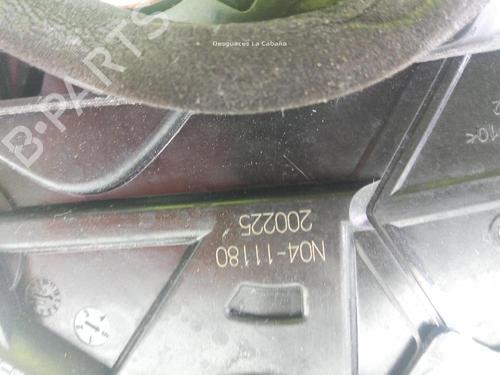 Desguaces La Cabaña
B-PARTS
N04-11180
200225